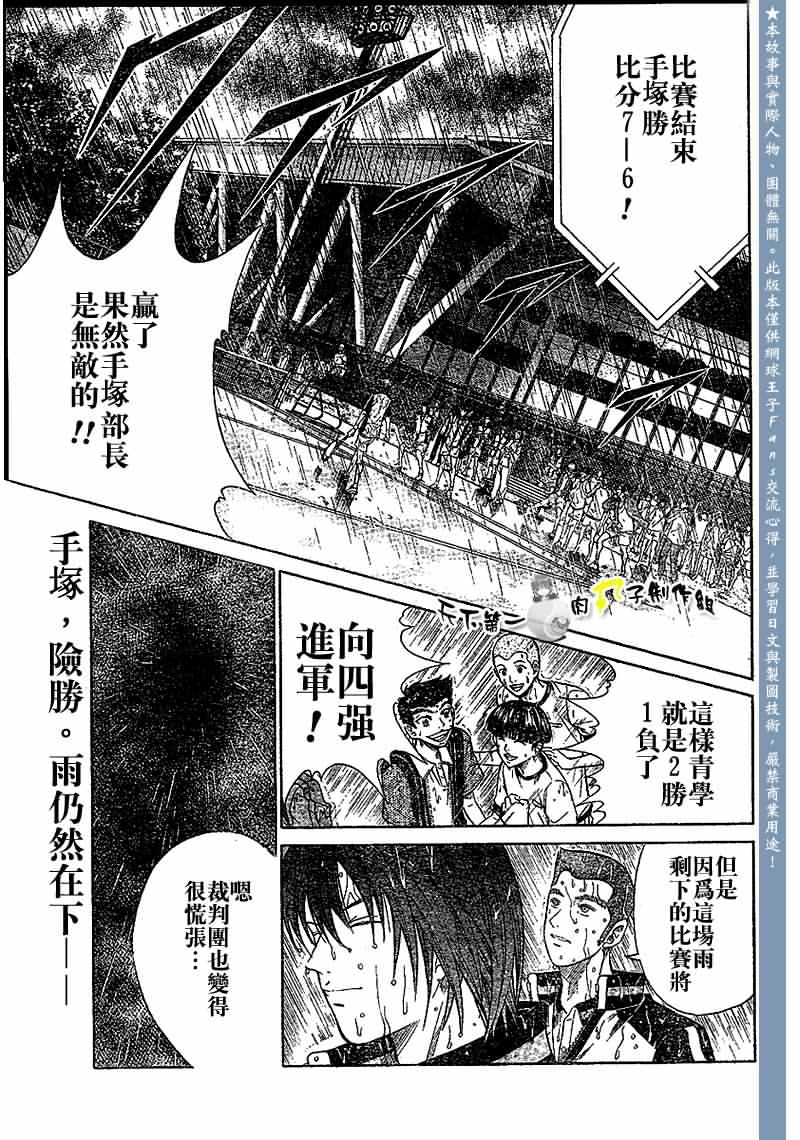 比賽結束
手塚勝
比分7－6！
贏了
果然手塚部長
是無敵的!!
天下第一
肉丸子制作組
這樣青學
就是2勝
1負了
向四强
進軍！
手塚，險勝。雨仍然在下——
但是
因爲這場雨
剩下的比賽將
嗯
裁判團也變得
很慌張…
★本故事與實際人物、團體無關。此版本僅供網球王子Fans交流心得，並學習日文與製圖技術，嚴禁商業用途！